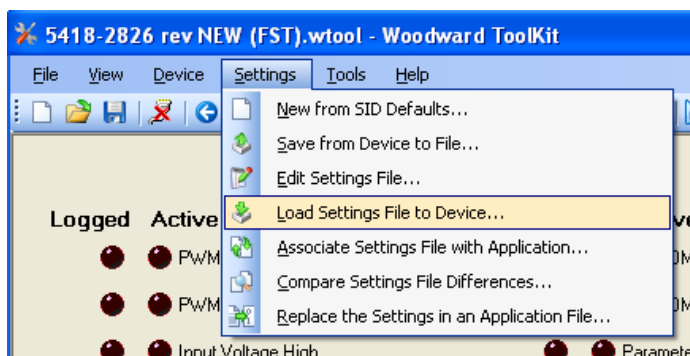 5418-2826 rev NEW (FST).wtool - Woodward ToolKit
File View Device Settings Tools Help
New from SID Defaults...
Save from Device to File...
Edit Settings File...
Logged Active Load Settings File to Device...
PWM Associate Settings File with Application...
Compare Settings File Differences...
PWM Replace the Settings in an Application File...
Input Voltage High